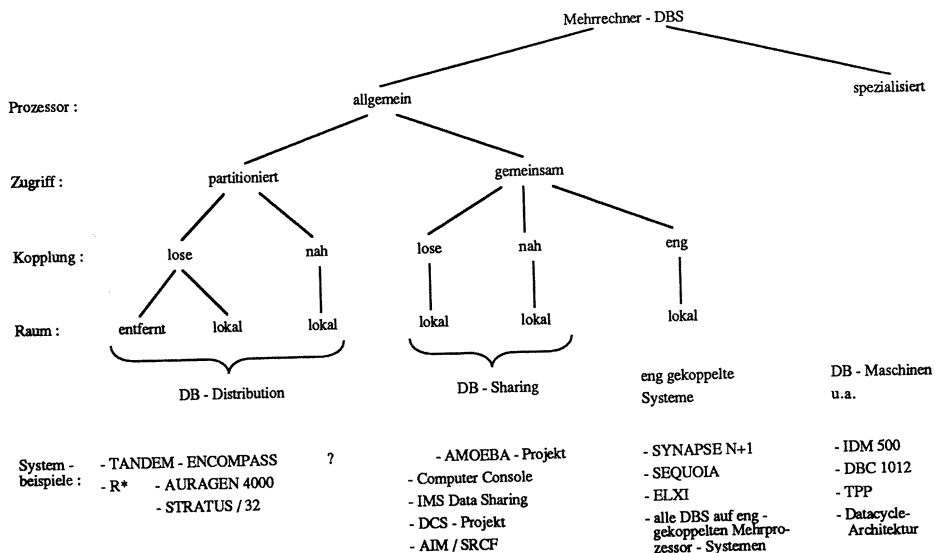 Mehrrechner - DBS
Prozessor : allgemein spezialisiert
Zugriff : partitioniert gemeinsam
Kopplung : lose nah lose nah eng
Raum : entfernt lokal lokal lokal lokal lokal
DB - Distribution DB - Sharing eng gekoppelte DB - Maschinen
Systeme u.a.
System - - TANDEM - ENCOMPASS ? - AMOEBA - Projekt - SYNAPSE N+1 - IDM 500
beispiele : - R* - AURAGEN 4000 - Computer Console - SEQUOIA - DBC 1012
- STRATUS / 32 - IMS Data Sharing - ELXI - TPP
- DCS - Projekt - alle DBS auf eng - - Datacycle-
- AIM / SRCF gekoppelten Mehrpro- Architektur
zessor - Systemen